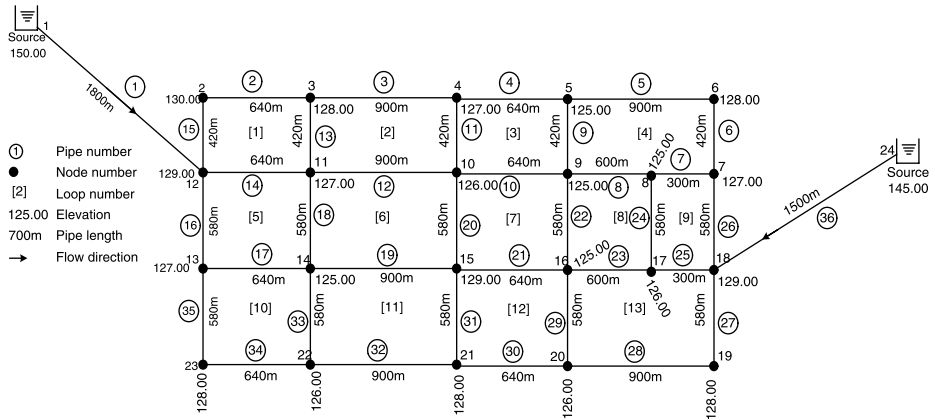 1
Source
150.00
1
1800m
2
3
4
5
2
3
4
5
6
130.00
640m
128.00
900m
127.00
640m
125.00
900m
128.00
15
420m
[1]
420m
13
[2]
11
420m
[3]
9
[4]
420m
6
125.00
7
24
Source
145.00
640m
11
900m
10
640m
9
600m
8
300m
7
129.00
12
14
127.00
12
126.00
10
125.00
8
127.00
1 Pipe number
Node number
[2] Loop number
125.00 Elevation
700m Pipe length
Flow direction
16
580m
[5]
18
580m
[6]
20
580m
[7]
22
580m
[8]
24
580m
[9]
580m
26
1500m
36
13
17
14
19
15
21
16
125.00
23
17
25
18
127.00
640m
125.00
900m
129.00
640m
600m
126.00
300m
129.00
35
580m
[10]
33
580m
[11]
31
580m
[12]
29
580m
[13]
580m
27
23
34
22
32
21
30
20
28
19
640m
900m
640m
900m
128.00
126.00
128.00
126.00
128.00